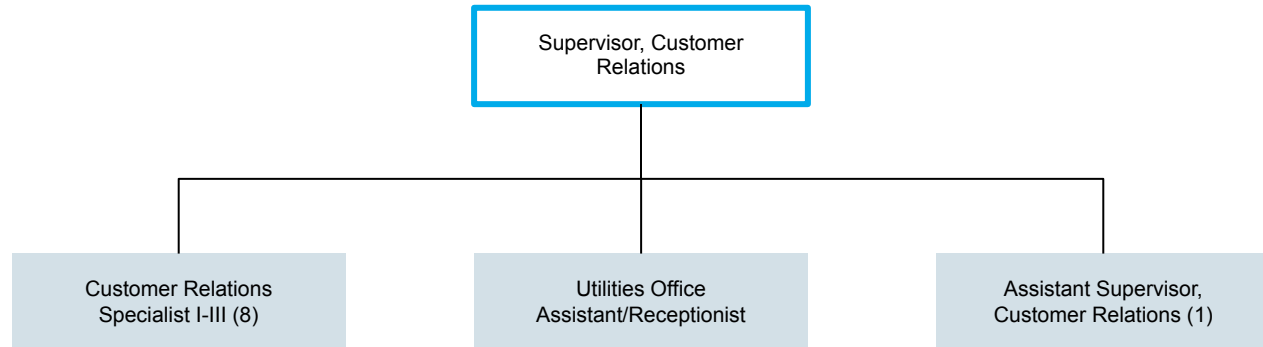 Supervisor, Customer
Relations
Customer Relations
Specialist I-III (8)
Utilities Office
Assistant/Receptionist
Assistant Supervisor,
Customer Relations (1)